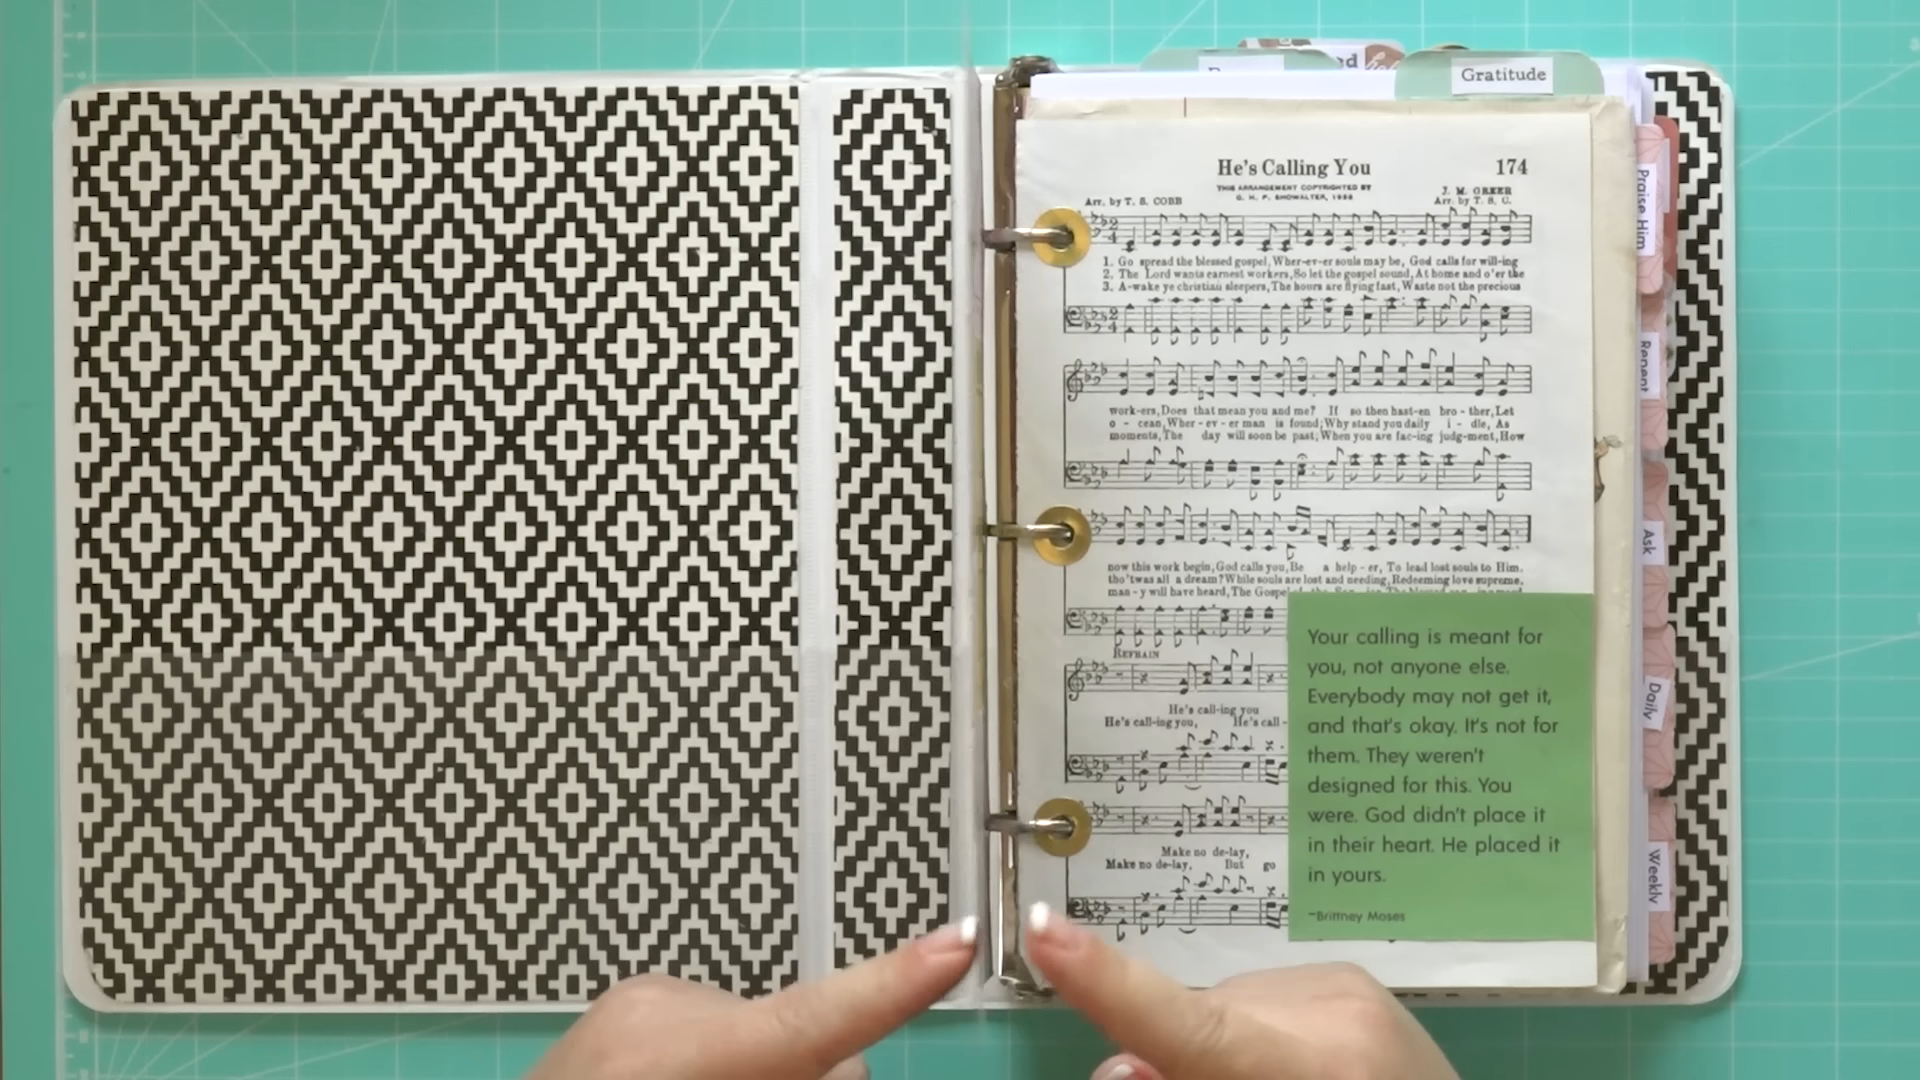 Gratitude
He's Calling You
174
THIS ARRANGEMENT COPYRIGHTED BY
Arr. by T. S. COBB
J. M. GREER
Arr. by T. S. C.
1. Go spread the blessed gospel, Wher-ev-er souls may be, God calls for will-ing
2. The Lord wants earnest workers, So let the gospel sound, At home and o'er the
3. A-wake ye christian sleepers, The hours are flying fast, Waste not the precious
work-ers, Does that mean you and me? If so then hast-en bro-ther, Let
o - cean, Wher-ev-er man is found; Why stand you daily i - dle, As
moments, The day will soon be past; When you are fac-ing judg-ment, How
now this work begin, God calls you, Be a help-er, To lead lost souls to Him.
tho' 'twas all a dream? While souls are lost and needing, Redeeming love supreme.
man-y will have heard, The Gospel
REFRAIN
He's call-ing you
He's call-ing you, He's call-
Make no de-lay,
Make no de-lay, But go
Your calling is meant for
you, not anyone else.
Everybody may not get it,
and that's okay. It's not for
them. They weren't
designed for this. You
were. God didn't place it
in their heart. He placed it
in yours.
~Brittney Moses
Praise Him
Repent
Ask
Daily
Weekly